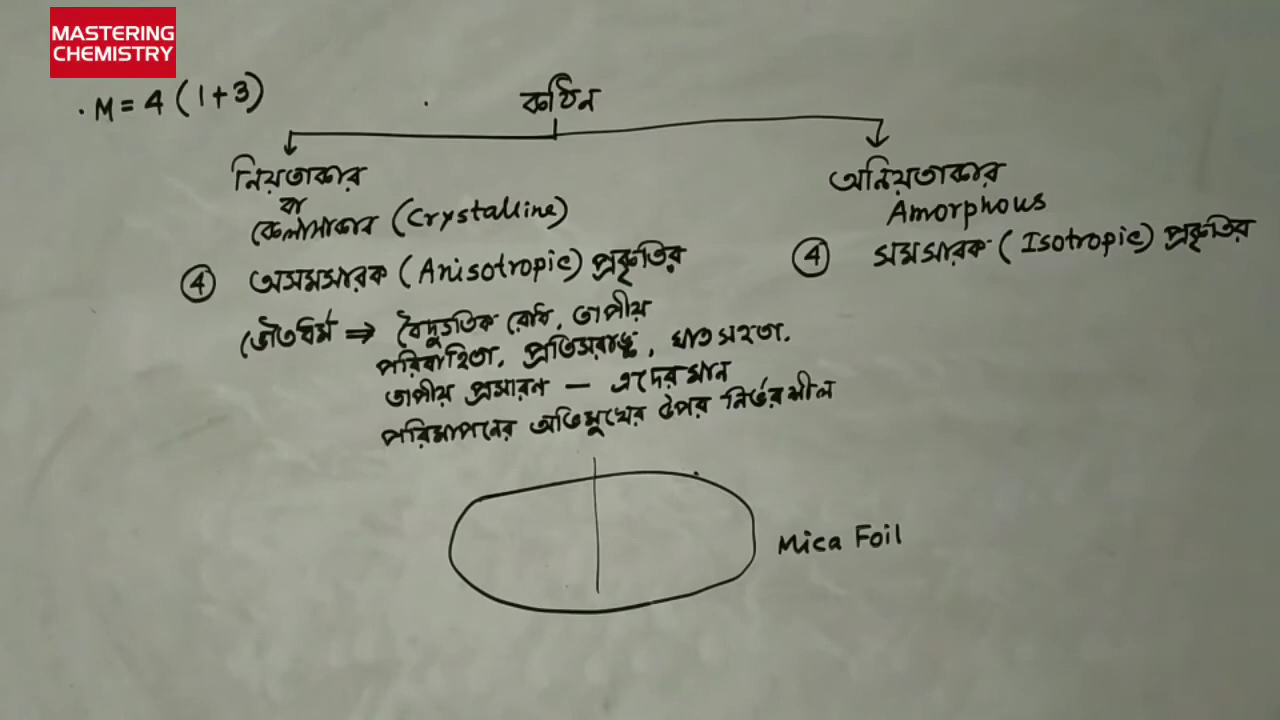 MASTERING
CHEMISTRY
. M = 4 (1+3)
কঠিন
নিয়তাকার
বা
কেলাসাকার (Crystalline)
অনিয়তাকার
Amorphous
④ অসমসারক (Anisotropic) প্রকৃতির
④ সমসারক (Isotropic) প্রকৃতির
ভৌতধর্ম ⇒ বৈদ্যুতিক রোধ, তাপীয়
পরিবাহিতা, প্রতিসরাঙ্ক, ঘাতসহতা,
তাপীয় প্রসারন — এদের মান
পরিমাপনের অভিমুখের উপর নির্ভরশীল
Mica Foil